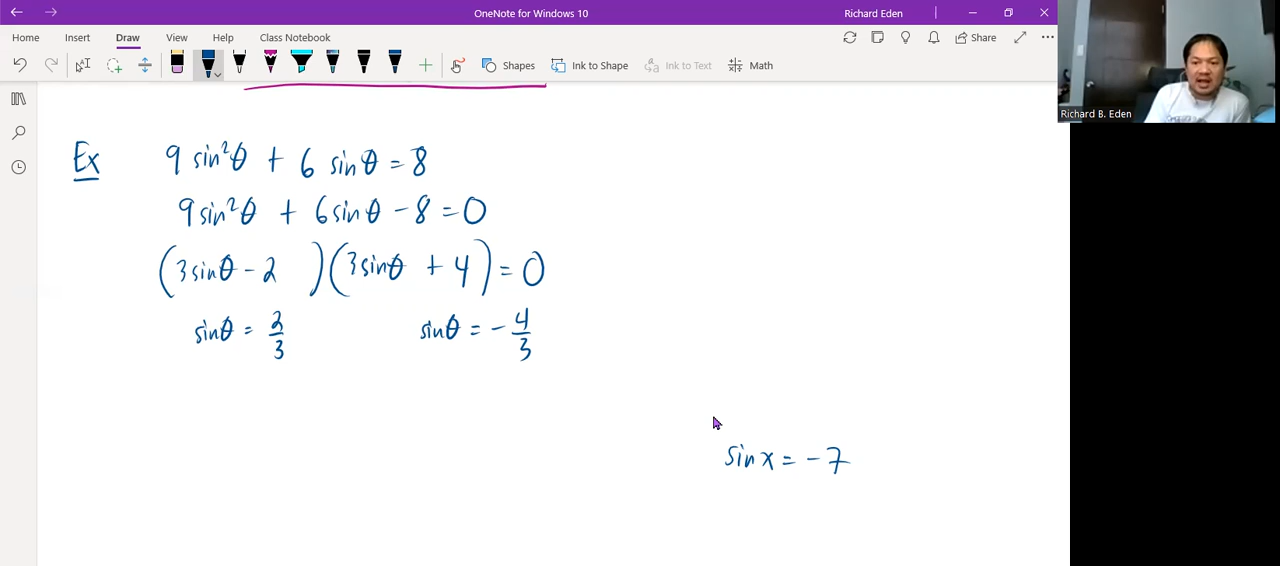 OneNote for Windows 10
Richard Eden
Home Insert Draw View Help Class Notebook
Share
Shapes Ink to Shape Ink to Text Math
Richard B. Eden
Ex 9 sin²θ + 6 sinθ = 8
9 sin²θ + 6 sinθ - 8 = 0
(3 sinθ - 2 )(3 sinθ + 4) = 0
sinθ = 2/3 sinθ = - 4/3
sin x = - 7